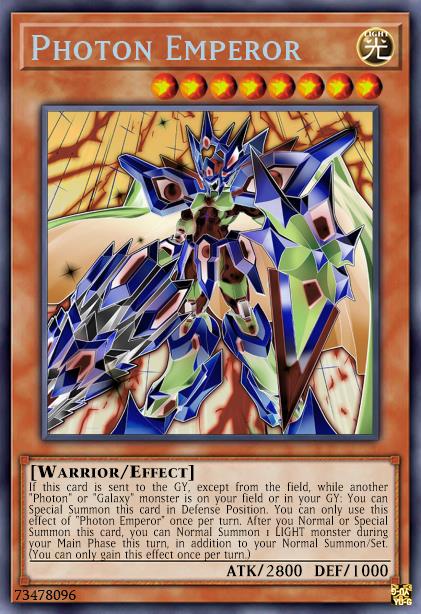 PHOTON EMPEROR
LIGHT
光
[WARRIOR/EFFECT]
If this card is sent to the GY, except from the field, while another
"Photon" or "Galaxy" monster is on your field or in your GY: You can
Special Summon this card in Defense Position. You can only use this
effect of "Photon Emperor" once per turn. After you Normal or Special
Summon this card, you can Normal Summon 1 LIGHT monster during
your Main Phase this turn, in addition to your Normal Summon/Set.
(You can only gain this effect once per turn.)
ATK/2800 DEF/1000
73478096